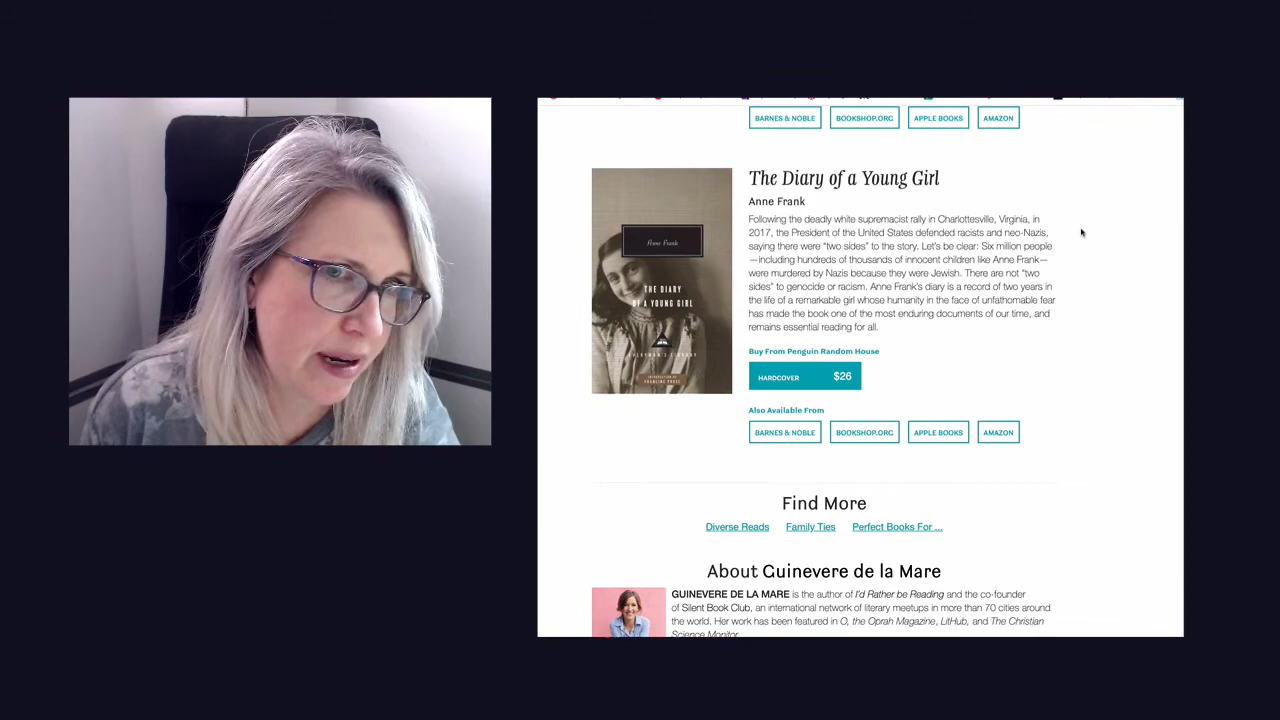 BARNES & NOBLE BOOKSHOP.ORG APPLE BOOKS AMAZON
Anne Frank
THE DIARY
OF A YOUNG GIRL
EVERYMAN'S LIBRARY
INTRODUCTION BY
FRANCINE PROSE
The Diary of a Young Girl
Anne Frank
Following the deadly white supremacist rally in Charlottesville, Virginia, in
2017, the President of the United States defended racists and neo-Nazis,
saying there were “two sides” to the story. Let's be clear: Six million people
—including hundreds of thousands of innocent children like Anne Frank—
were murdered by Nazis because they were Jewish. There are not “two
sides” to genocide or racism. Anne Frank's diary is a record of two years in
the life of a remarkable girl whose humanity in the face of unfathomable fear
has made the book one of the most enduring documents of our time, and
remains essential reading for all.
Buy From Penguin Random House
HARDCOVER $26
Also Available From
BARNES & NOBLE BOOKSHOP.ORG APPLE BOOKS AMAZON
Find More
Diverse Reads Family Ties Perfect Books For ...
About Guinevere de la Mare
GUINEVERE DE LA MARE is the author of I'd Rather be Reading and the co-founder
of Silent Book Club, an international network of literary meetups in more than 70 cities around
the world. Her work has been featured in O, the Oprah Magazine, LitHub, and The Christian
Science Monitor.